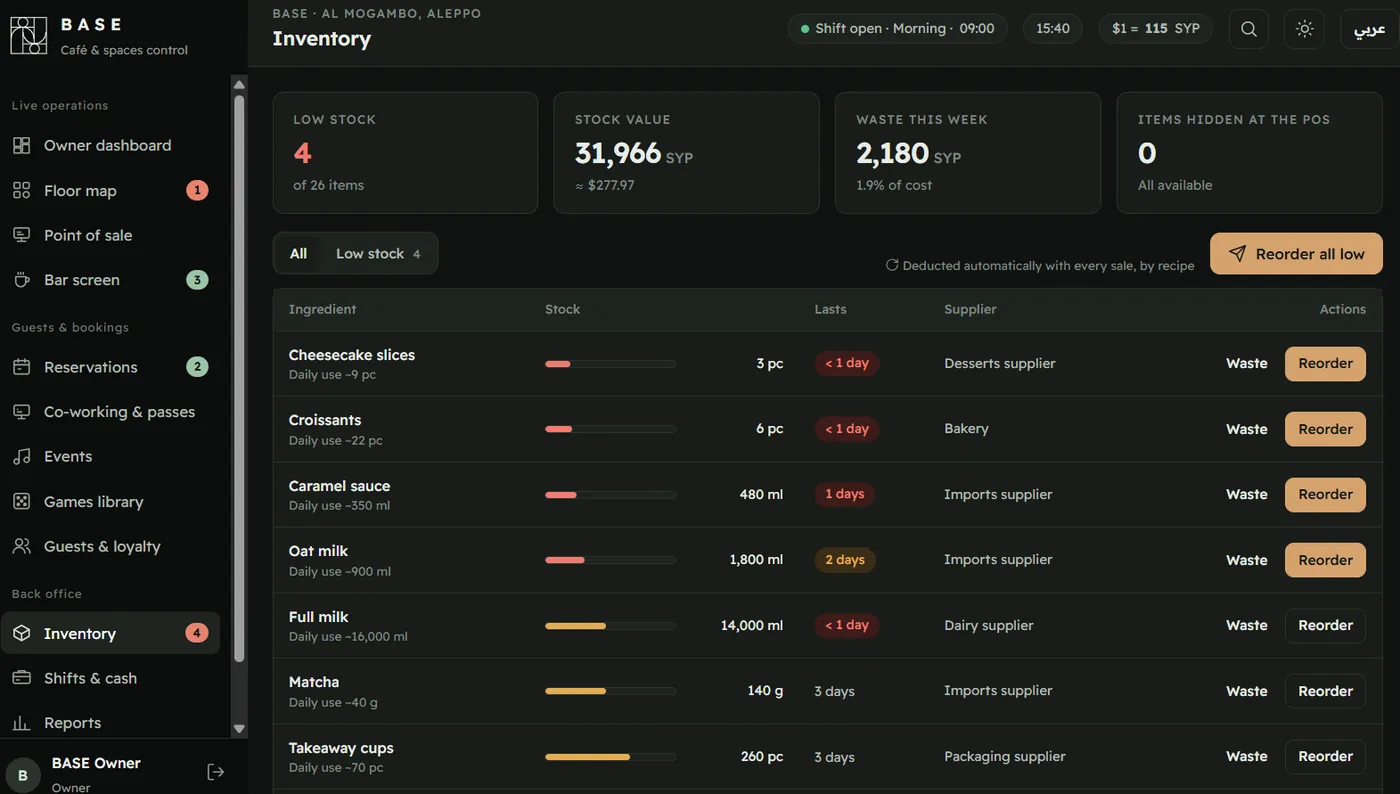 BASE
Café & spaces control
Live operations
Owner dashboard
Floor map 1
Point of sale
Bar screen 3
Guests & bookings
Reservations 2
Co-working & passes
Events
Games library
Guests & loyalty
Back office
Inventory 4
Shifts & cash
Reports
B
BASE Owner
Owner
BASE · AL MOGAMBO, ALEPPO
Inventory
Shift open · Morning · 09:00
15:40
$1 = 115 SYP
عربي
LOW STOCK
4
of 26 items
STOCK VALUE
31,966 SYP
≈ $277.97
WASTE THIS WEEK
2,180 SYP
1.9% of cost
ITEMS HIDDEN AT THE POS
0
All available
All
Low stock 4
Deducted automatically with every sale, by recipe
Reorder all low
Ingredient Stock Lasts Supplier Actions
Cheesecake slices
Daily use ~9 pc
3 pc < 1 day Desserts supplier Waste Reorder
Croissants
Daily use ~22 pc
6 pc < 1 day Bakery Waste Reorder
Caramel sauce
Daily use ~350 ml
480 ml 1 days Imports supplier Waste Reorder
Oat milk
Daily use ~900 ml
1,800 ml 2 days Imports supplier Waste Reorder
Full milk
Daily use ~16,000 ml
14,000 ml < 1 day Dairy supplier Waste Reorder
Matcha
Daily use ~40 g
140 g 3 days Imports supplier Waste Reorder
Takeaway cups
Daily use ~70 pc
260 pc 3 days Packaging supplier Waste Reorder